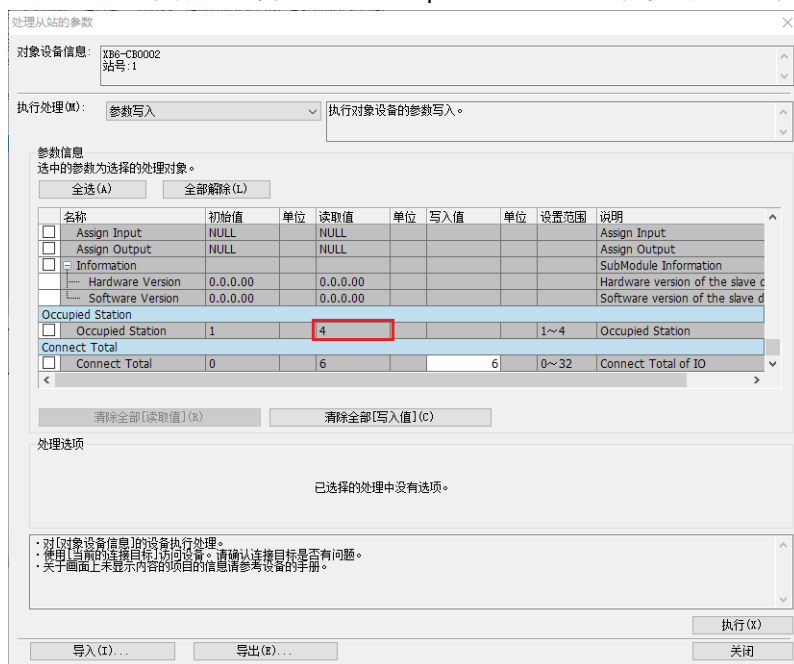 处理从站的参数
对象设备信息: XB6-CB0002
站号:1
执行处理(M): 参数写入 执行对象设备的参数写入。
参数信息
选中的参数为选择的处理对象。
全选(A) 全部解除(L)
名称 初始值 单位 读取值 单位 写入值 单位 设置范围 说明
Assign Input NULL NULL Assign Input
Assign Output NULL NULL Assign Output
Information SubModule Information
Hardware Version 0.0.0.00 0.0.0.00 Hardware version of the slave
Software Version 0.0.0.00 0.0.0.00 Software version of the slave
Occupied Station
Occupied Station 1 4 1~4 Occupied Station
Connect Total
Connect Total 0 6 6 0~32 Connect Total of IO
清除全部[读取值](R) 清除全部[写入值](C)
处理选项
已选择的处理中没有选项。
・对[对象设备信息]的设备执行处理。
・使用[当前的连接目标]访问设备。请确认连接目标是否有问题。
・关于画面上未显示内容的项目的信息请参考设备的手册。
执行(X)
导入(I)... 导出(E)... 关闭